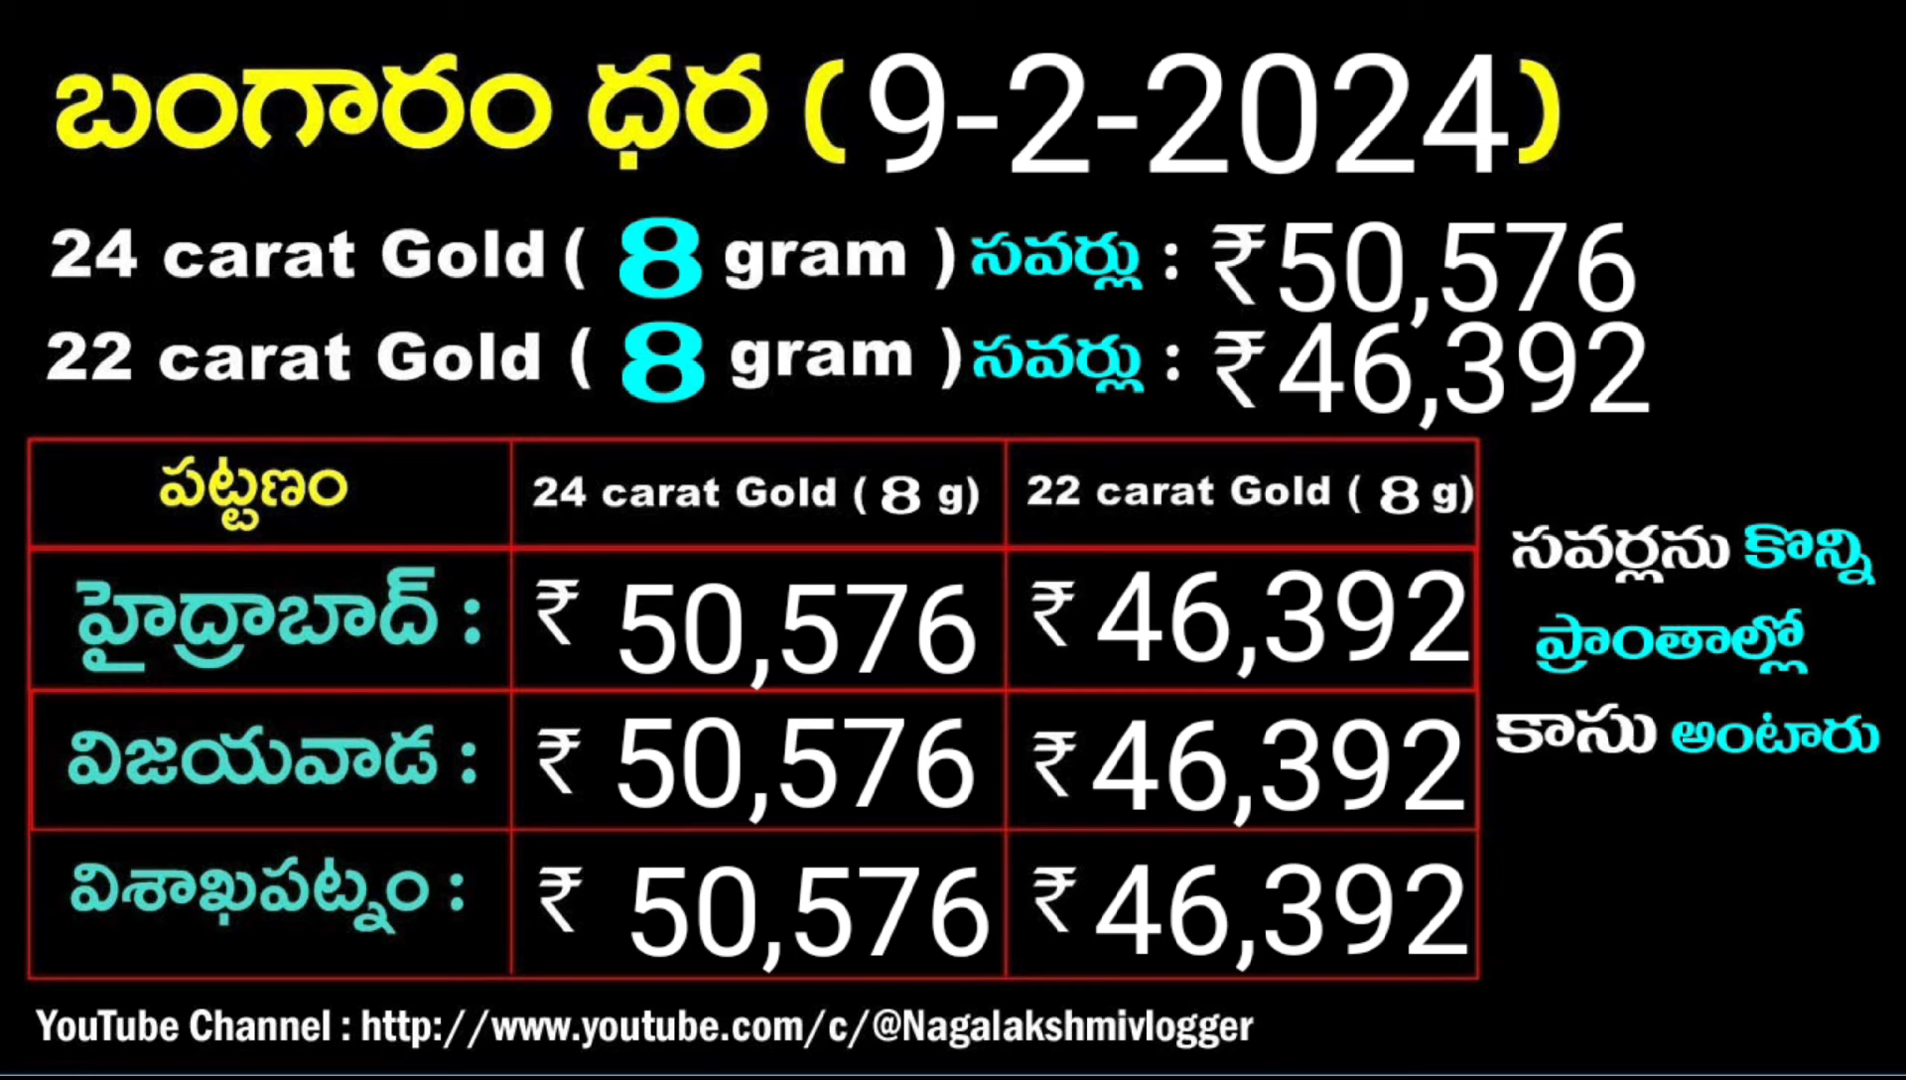 బంగారం ధర (9-2-2024)
24 carat Gold ( 8 gram ) సవర్లు : ₹50,576
22 carat Gold ( 8 gram ) సవర్లు : ₹46,392
పట్టణం 24 carat Gold ( 8 g) 22 carat Gold ( 8 g)
హైద్రాబాద్ : ₹ 50,576 ₹ 46,392
విజయవాడ : ₹ 50,576 ₹ 46,392
విశాఖపట్నం : ₹ 50,576 ₹ 46,392
సవర్లను కొన్ని
ప్రాంతాల్లో
కాసు అంటారు
YouTube Channel : http://www.youtube.com/c/@Nagalakshmivlogger